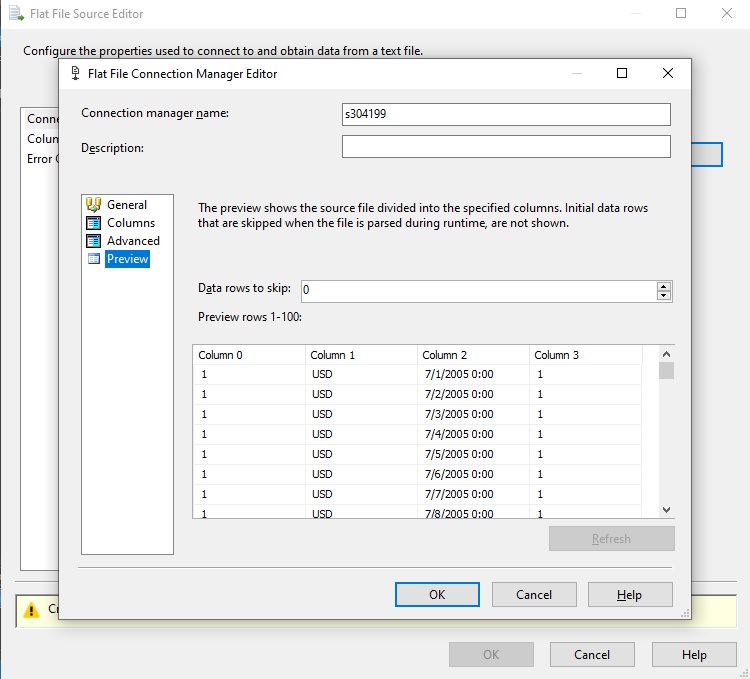 Flat File Source Editor
Configure the properties used to connect to and obtain data from a text file.
Flat File Connection Manager Editor
Connection manager name:
s304199
Description:
General
Columns
Advanced
Preview
The preview shows the source file divided into the specified columns. Initial data rows
that are skipped when the file is parsed during runtime, are not shown.
Data rows to skip:
0
Preview rows 1-100:
Column 0 Column 1 Column 2 Column 3
1 USD 7/1/2005 0:00 1
1 USD 7/2/2005 0:00 1
1 USD 7/3/2005 0:00 1
1 USD 7/4/2005 0:00 1
1 USD 7/5/2005 0:00 1
1 USD 7/6/2005 0:00 1
1 USD 7/7/2005 0:00 1
1 USD 7/8/2005 0:00 1
Refresh
OK Cancel Help
OK Cancel Help